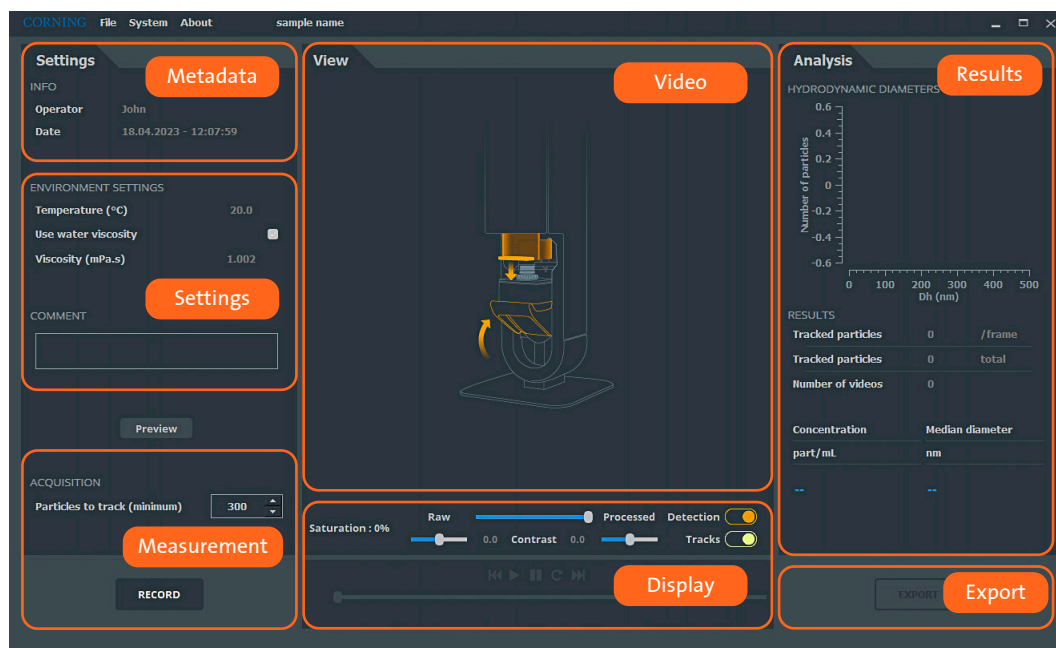 CORNING File System About sample name
Settings
Metadata
INFO
Operator John
Date 18.04.2023 - 12:07:59
ENVIRONMENT SETTINGS
Temperature (°C) 20.0
Use water viscosity
Viscosity (mPa.s) 1.002
Settings
COMMENT
Preview
ACQUISITION
Particles to track (minimum) 300
Measurement
RECORD
View
Video
Saturation : 0%
Raw Processed Detection
0.0 Contrast 0.0 Tracks
Display
Analysis
Results
HYDRODYNAMIC DIAMETERS
Number of particles
0.6
0.4
0.2
0
-0.2
-0.4
-0.6
0 100 200 300 400 500
Dh (nm)
RESULTS
Tracked particles 0 /frame
Tracked particles 0 total
Number of videos 0
Concentration Median diameter
part/mL nm
-- --
EXPORT
Export